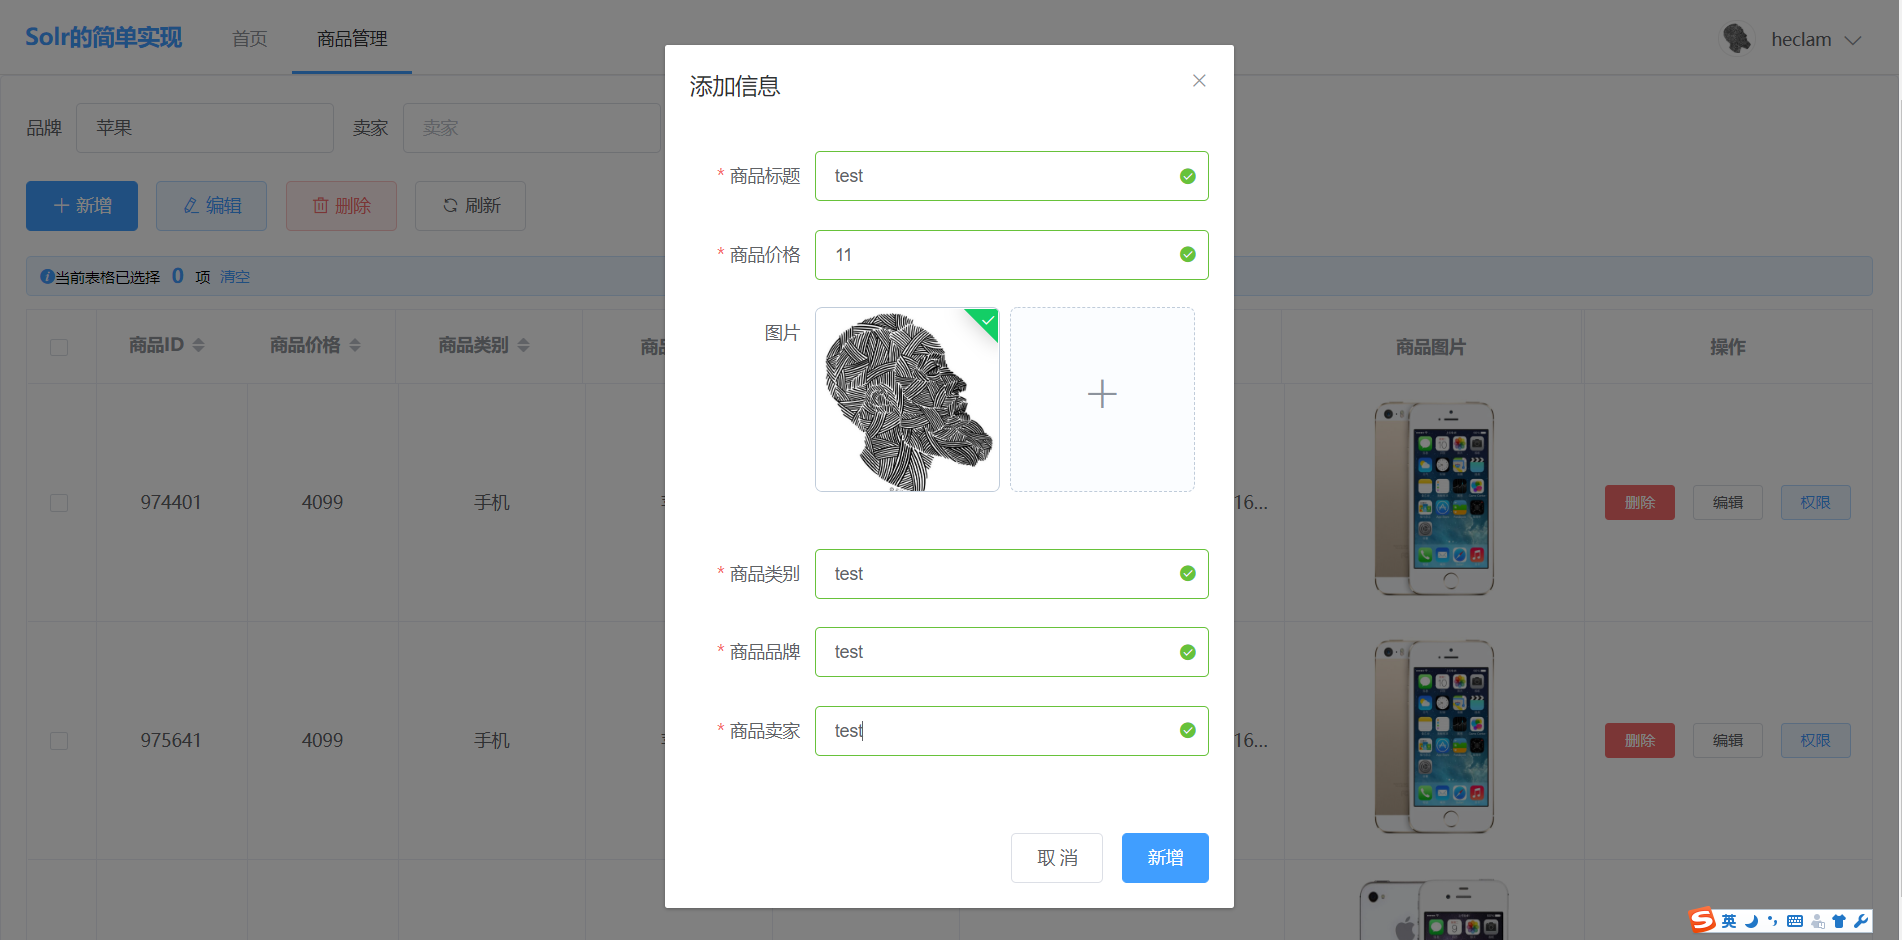 Solr的简单实现 首页 商品管理 heclam
品牌 苹果 卖家 卖家
新增 编辑 删除 刷新
当前表格已选择 0 项 清空
商品ID 商品价格 商品类别 商品图片 操作
974401 4099 手机 16... 删除 编辑 权限
975641 4099 手机 16... 删除 编辑 权限
添加信息
* 商品标题 test
* 商品价格 11
图片
* 商品类别 test
* 商品品牌 test
* 商品卖家 test
取 消 新增
英